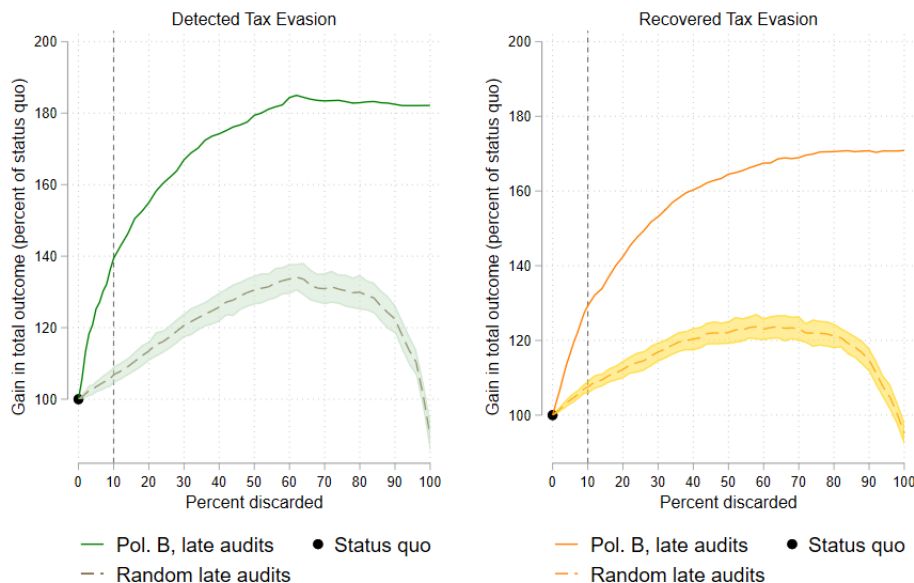 Detected Tax Evasion
Gain in total outcome (percent of status quo)
200
180
160
140
120
100
0 10 20 30 40 50 60 70 80 90 100
Percent discarded
Pol. B, late audits Status quo
Random late audits
Recovered Tax Evasion
Gain in total outcome (percent of status quo)
200
180
160
140
120
100
0 10 20 30 40 50 60 70 80 90 100
Percent discarded
Pol. B, late audits Status quo
Random late audits